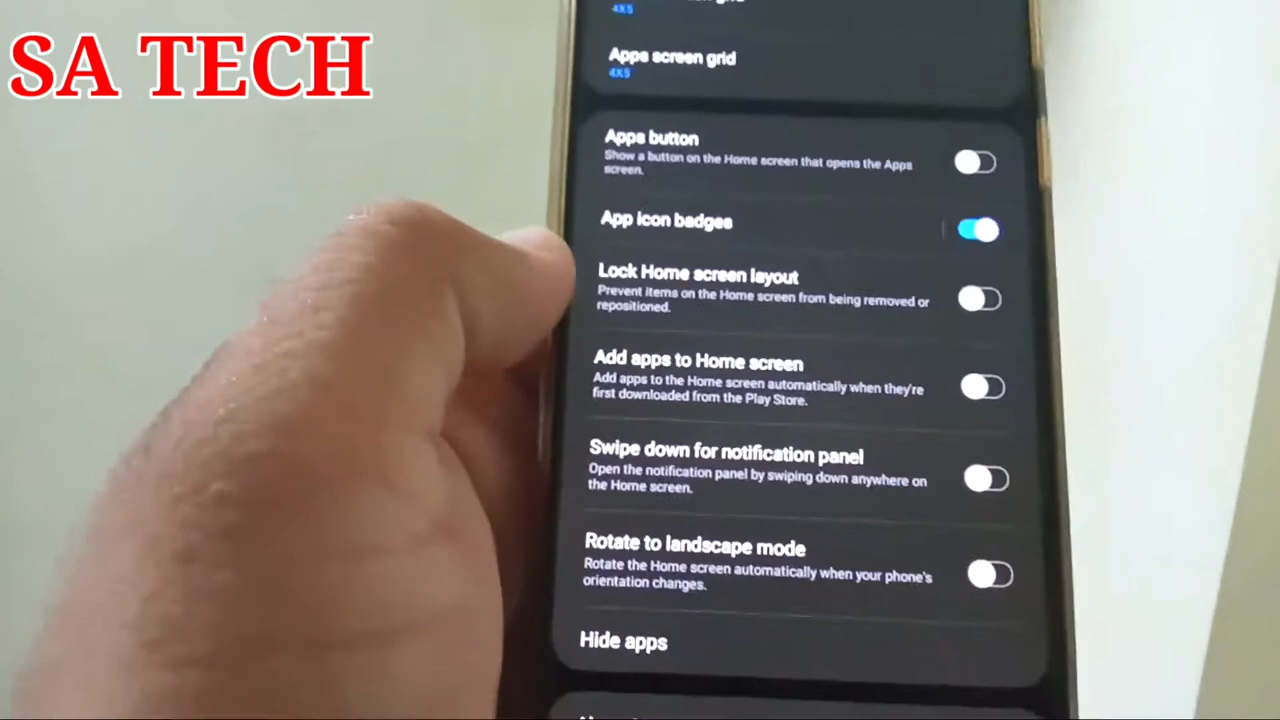 SA TECH
4X5
Apps screen grid
4X5
Apps button
Show a button on the Home screen that opens the Apps
screen.
App icon badges
Lock Home screen layout
Prevent items on the Home screen from being removed or
repositioned.
Add apps to Home screen
Add apps to the Home screen automatically when they're
first downloaded from the Play Store.
Swipe down for notification panel
Open the notification panel by swiping down anywhere on
the Home screen.
Rotate to landscape mode
Rotate the Home screen automatically when your phone's
orientation changes.
Hide apps